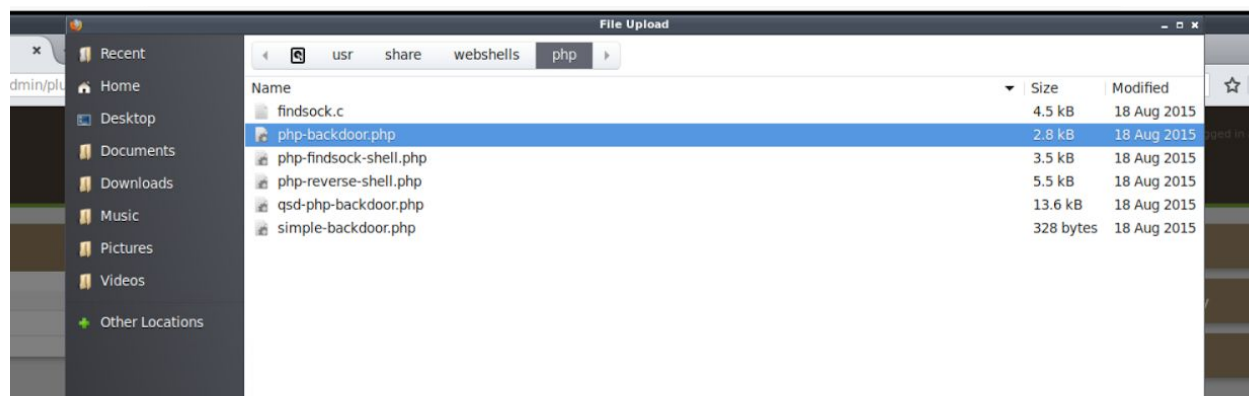 File Upload
Recent
usr share webshells php
dmin/plu
Home
Name Size Modified
findsock.c 4.5 kB 18 Aug 2015
Desktop
php-backdoor.php 2.8 kB 18 Aug 2015
gged in
Documents
php-findsock-shell.php 3.5 kB 18 Aug 2015
Downloads
php-reverse-shell.php 5.5 kB 18 Aug 2015
Music
qsd-php-backdoor.php 13.6 kB 18 Aug 2015
simple-backdoor.php 328 bytes 18 Aug 2015
Pictures
Videos
Other Locations